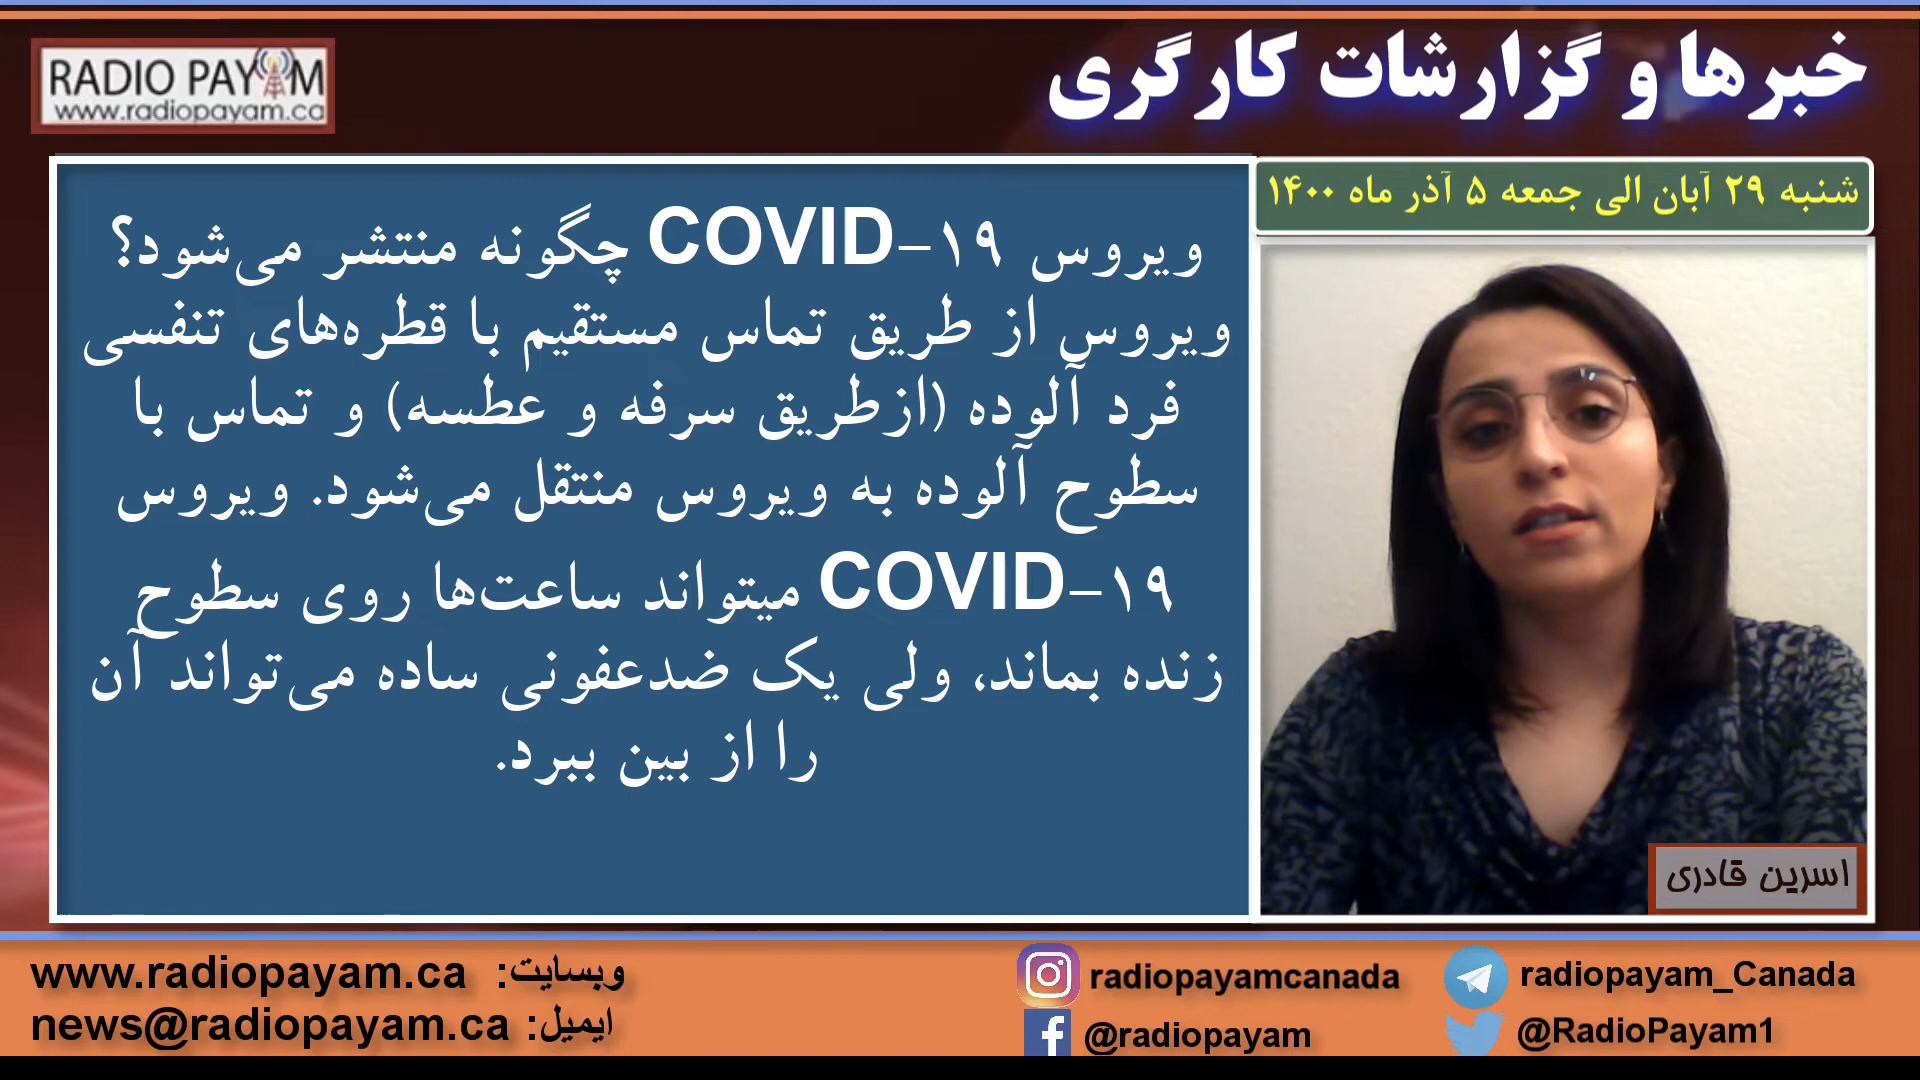 RADIO PAYAM
www.radiopayam.ca
خبرها و گزارشات کارگری
شنبه ۲۹ آبان الی جمعه ۵ آذر ماه ۱۴۰۰
ویروس COVID-۱۹ چگونه منتشر می‌شود؟
ویروس از طریق تماس مستقیم با قطره‌های تنفسی
فرد آلوده (ازطریق سرفه و عطسه) و تماس با
سطوح آلوده به ویروس منتقل می‌شود. ویروس
COVID-۱۹ میتواند ساعت‌ها روی سطوح
زنده بماند، ولی یک ضدعفونی ساده می‌تواند آن
را از بین ببرد.
اسرین قادری
وبسایت: www.radiopayam.ca
ایمیل: news@radiopayam.ca
radiopayamcanada
@radiopayam
radiopayam_Canada
@RadioPayam1